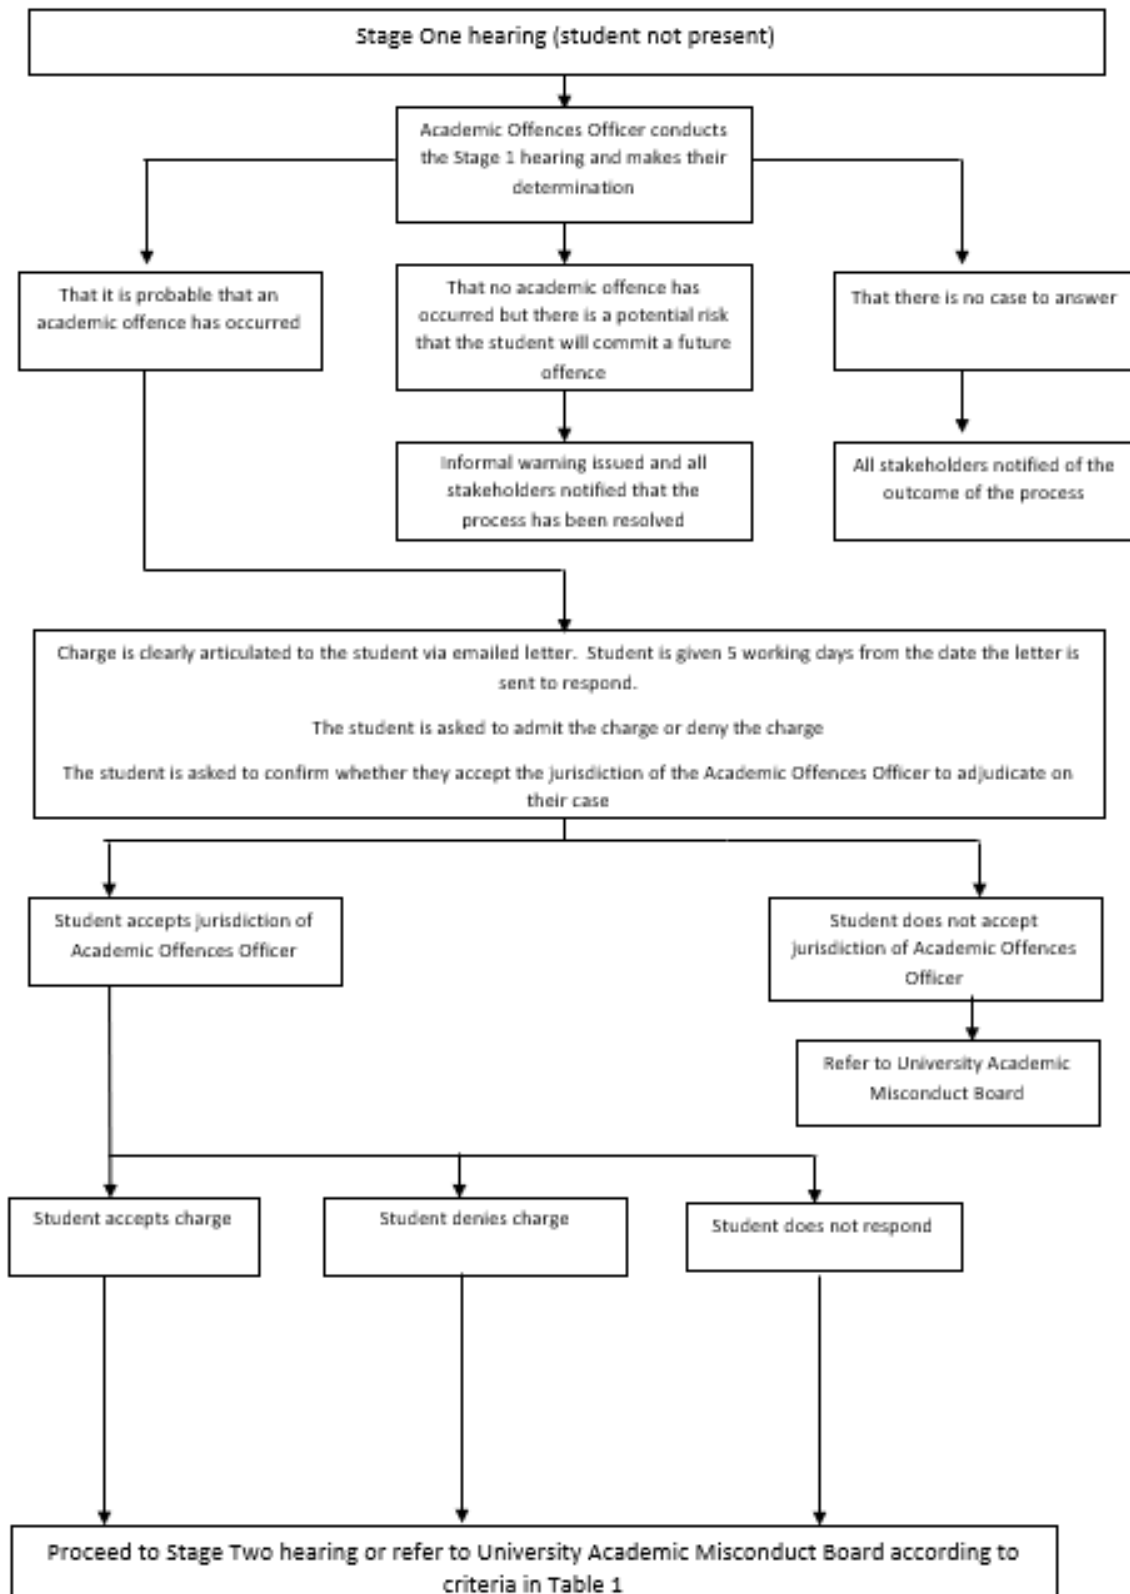 Stage One hearing (student not present)
Academic Offences Officer conducts
the Stage 1 hearing and makes their
determination
That it is probable that an
academic offence has occurred
That no academic offence has
occurred but there is a potential risk
that the student will commit a future
offence
That there is no case to answer
Informal warning issued and all
stakeholders notified that the
process has been resolved
All stakeholders notified of the
outcome of the process
Charge is clearly articulated to the student via emailed letter.  Student is given 5 working days from the date the letter is
sent to respond.
The student is asked to admit the charge or deny the charge
The student is asked to confirm whether they accept the jurisdiction of the Academic Offences Officer to adjudicate on
their case
Student accepts jurisdiction of
Academic Offences Officer
Student does not accept
jurisdiction of Academic Offences
Officer
Refer to University Academic
Misconduct Board
Student accepts charge
Student denies charge
Student does not respond
Proceed to Stage Two hearing or refer to University Academic Misconduct Board according to
criteria in Table 1